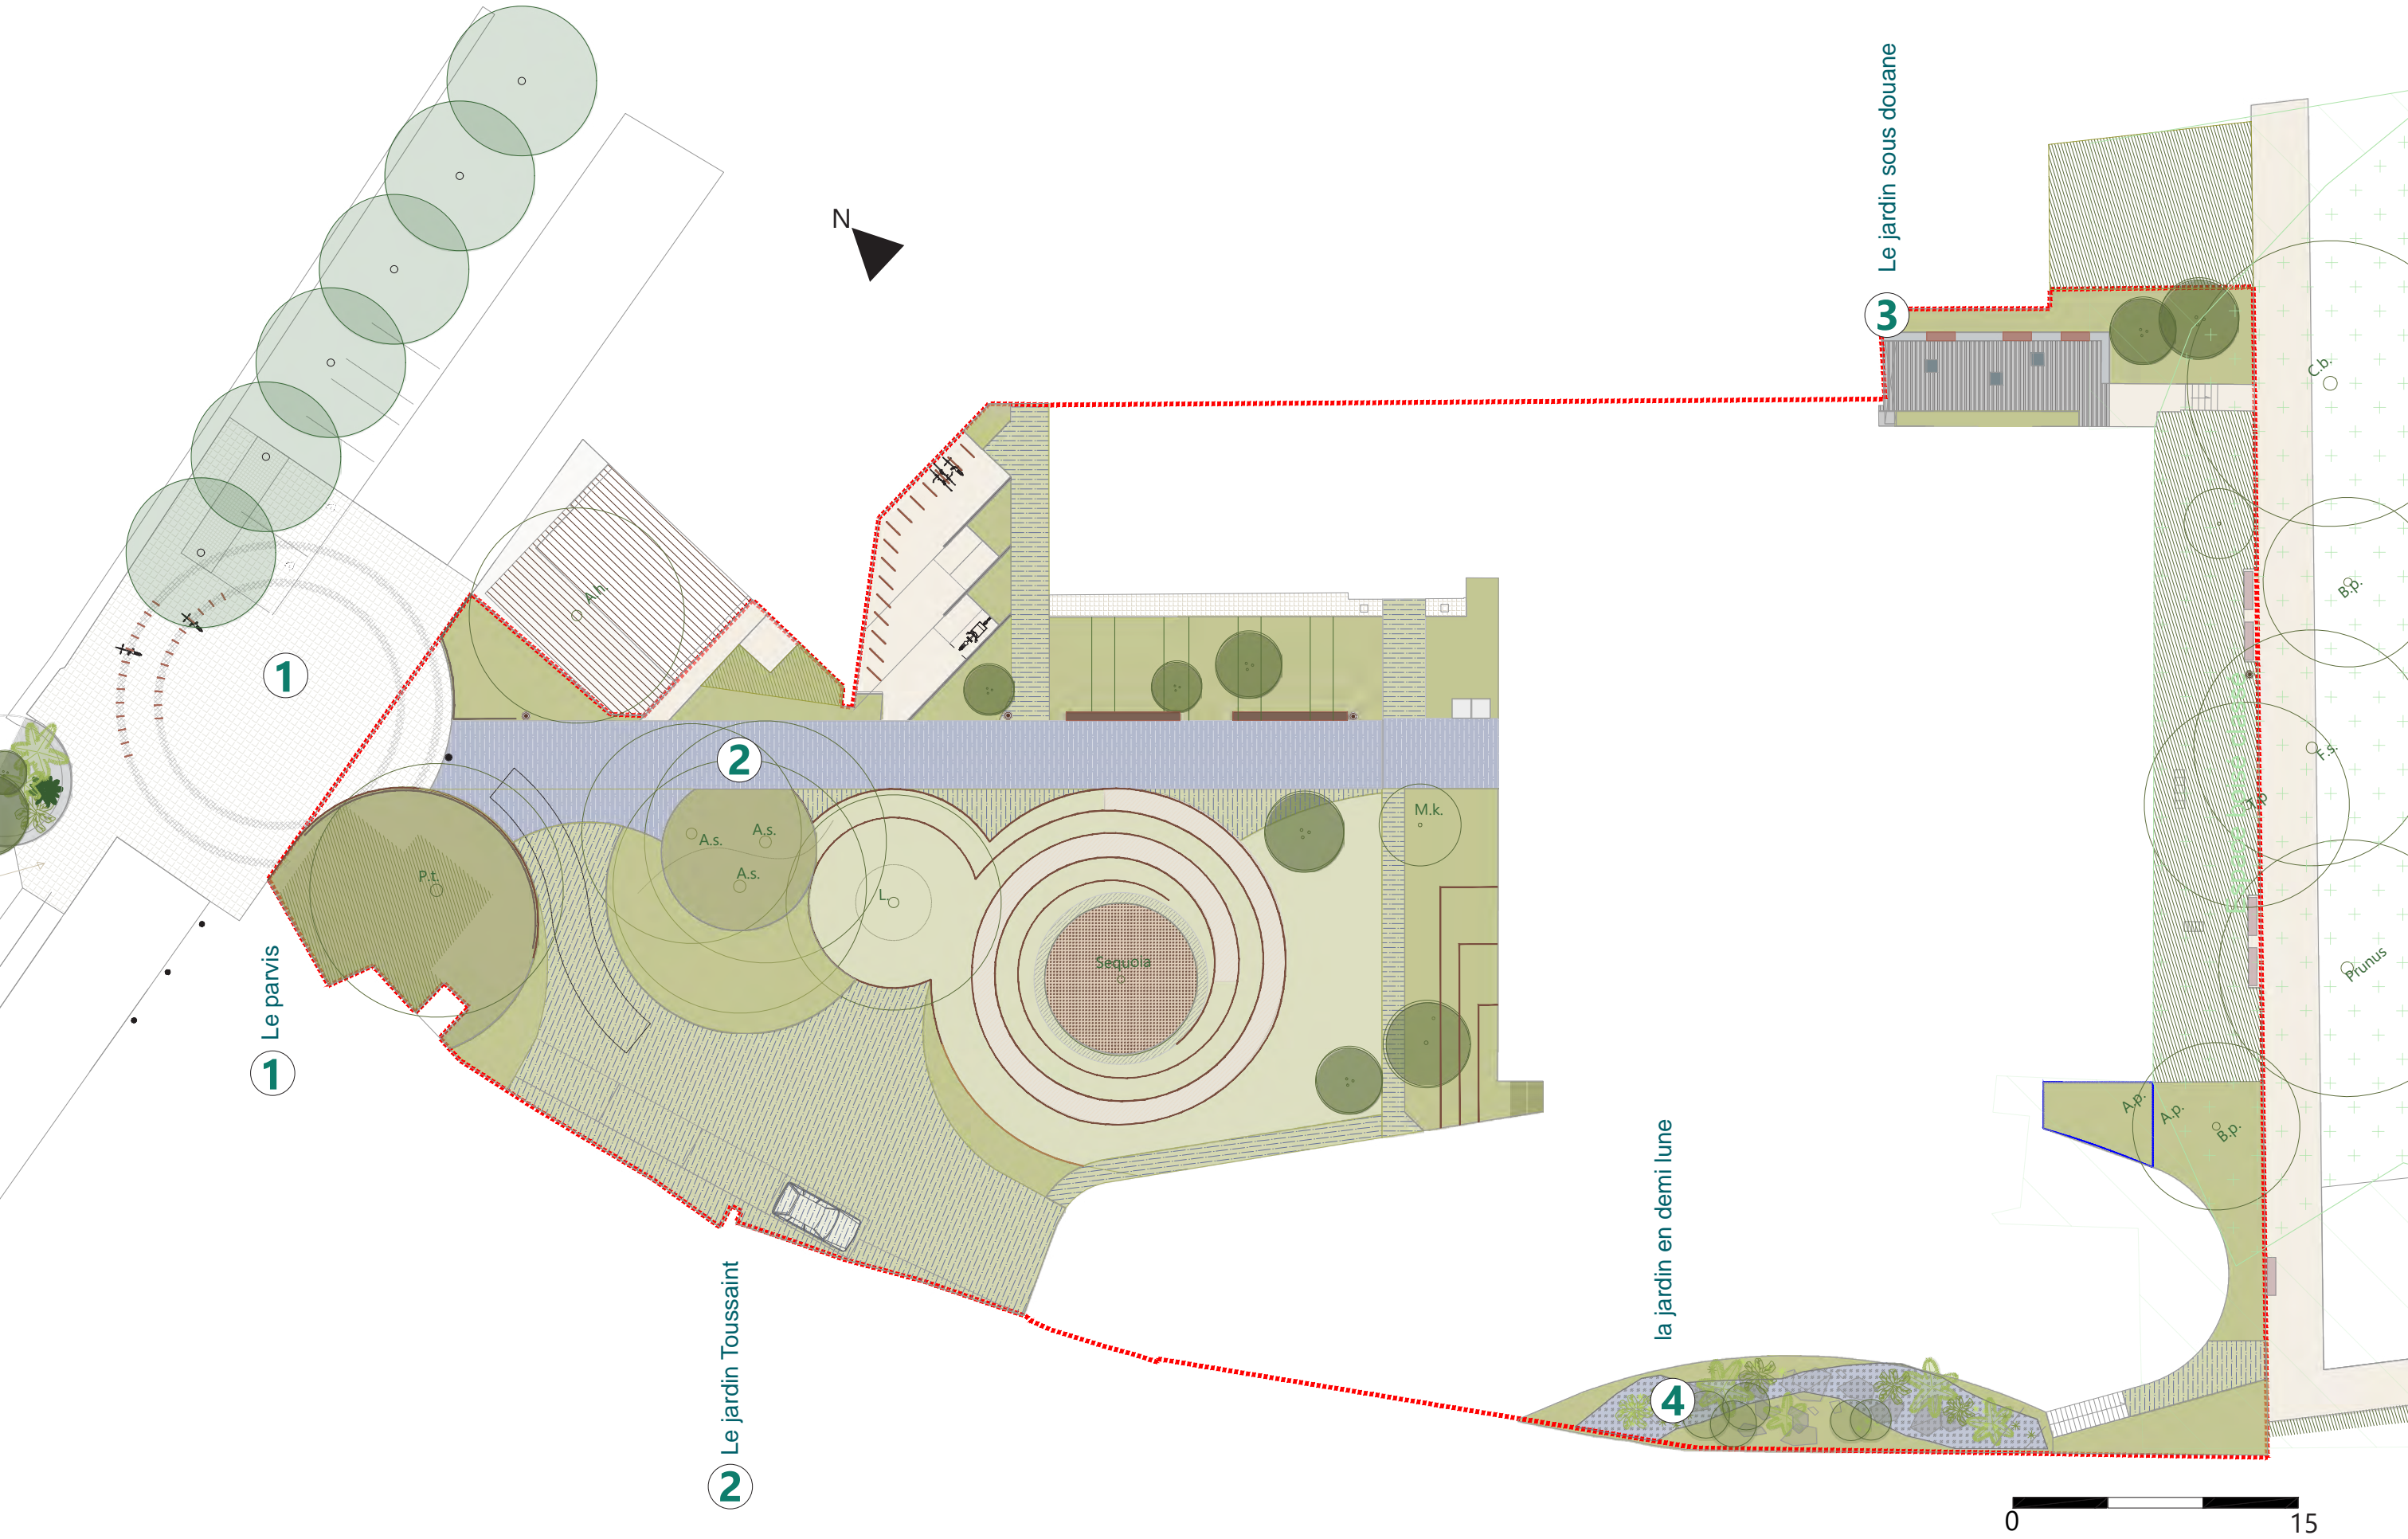 Le jardin sous douane
N
3
C.b.
A.h.
B.p.
1
2
F.s.
T.p
M.k.
A.s.
A.s.
A.s.
P.t.
L.
Sequoia
Prunus
Le parvis
1
A.p.
A.p.
B.p.
la jardin en demi lune
Le jardin Toussaint
4
2
0
15